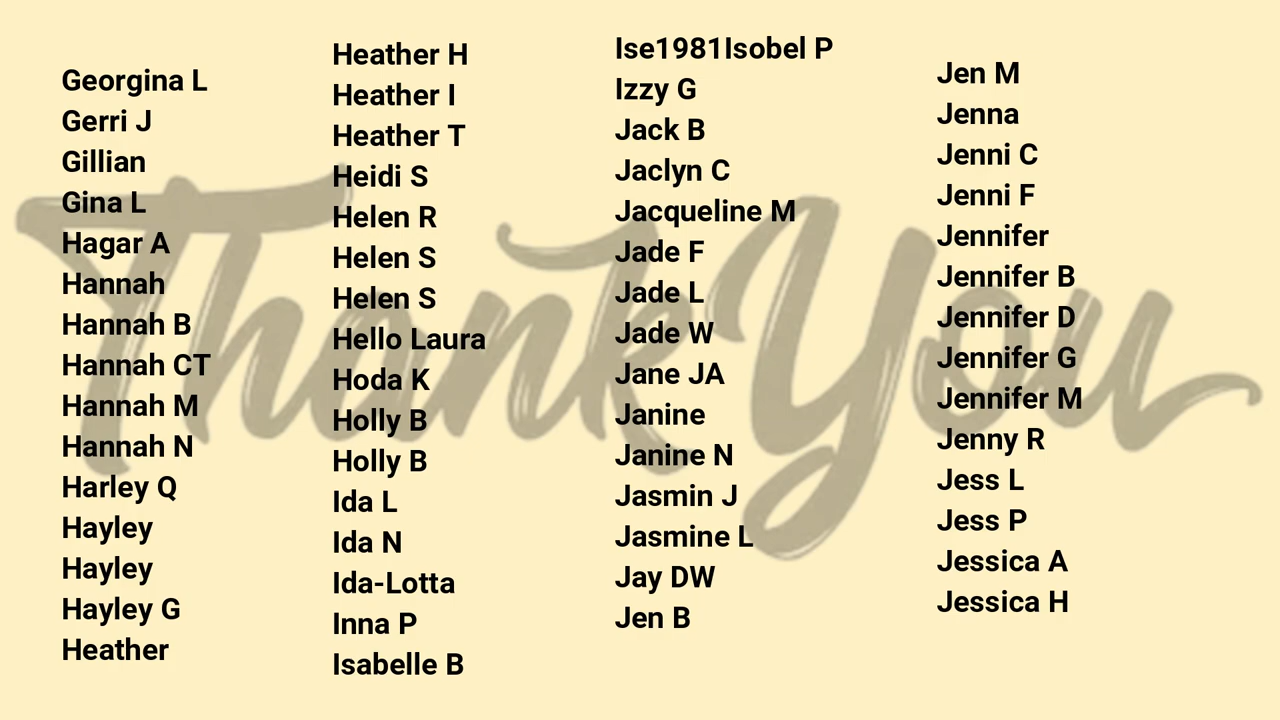 Georgina L
Gerri J
Gillian
Gina L
Hagar A
Hannah
Hannah B
Hannah CT
Hannah M
Hannah N
Harley Q
Hayley
Hayley
Hayley G
Heather
Heather H
Heather I
Heather T
Heidi S
Helen R
Helen S
Helen S
Hello Laura
Hoda K
Holly B
Holly B
Ida L
Ida N
Ida-Lotta
Inna P
Isabelle B
Ise1981Isobel P
Izzy G
Jack B
Jaclyn C
Jacqueline M
Jade F
Jade L
Jade W
Jane JA
Janine
Janine N
Jasmin J
Jasmine L
Jay DW
Jen B
Jen M
Jenna
Jenni C
Jenni F
Jennifer
Jennifer B
Jennifer D
Jennifer G
Jennifer M
Jenny R
Jess L
Jess P
Jessica A
Jessica H
Thank You